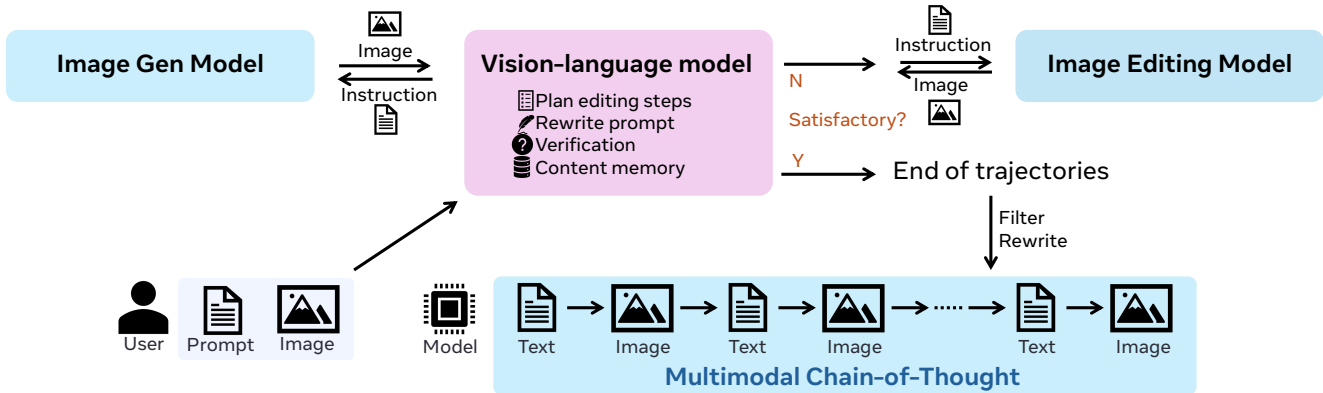 Image Gen Model
Image
Instruction
Vision-language model
Plan editing steps
Rewrite prompt
? Verification
Content memory
N
Satisfactory?
Y
Instruction
Image
Image Editing Model
End of trajectories
Filter
Rewrite
User
Prompt
Image
Model
Text
Image
Text
Image
.....
Text
Image
Multimodal Chain-of-Thought